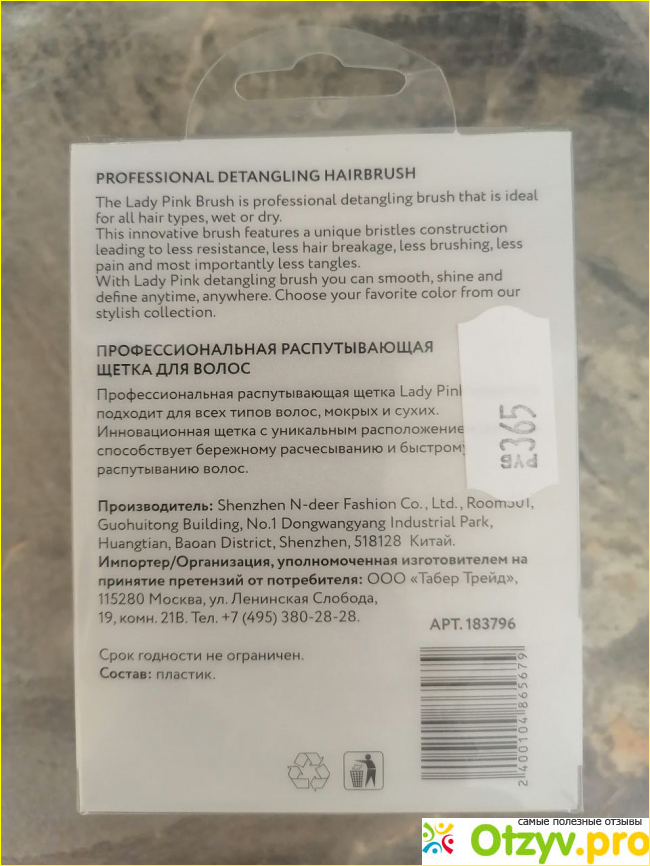 PROFESSIONAL DETANGLING HAIRBRUSH
The Lady Pink Brush is professional detangling brush that is ideal
for all hair types, wet or dry.
This innovative brush features a unique bristles construction
leading to less resistance, less hair breakage, less brushing, less
pain and most importantly less tangles.
With Lady Pink detangling brush you can smooth, shine and
define anytime, anywhere. Choose your favorite color from our
stylish collection.
ПРОФЕССИОНАЛЬНАЯ РАСПУТЫВАЮЩАЯ
ЩЕТКА ДЛЯ ВОЛОС
Профессиональная распутывающая щетка Lady Pink
подходит для всех типов волос, мокрых и сухих.
Инновационная щетка с уникальным расположение
способствует бережному расчесыванию и быстрому
распутыванию волос.
РУБ 365
Производитель: Shenzhen N-deer Fashion Co., Ltd., Room501,
Guohuitong Building, No.1 Dongwangyang Industrial Park,
Huangtian, Baoan District, Shenzhen, 518128 Китай.
Импортер/Организация, уполномоченная изготовителем на
принятие претензий от потребителя: ООО «Табер Трейд»,
115280 Москва, ул. Ленинская Слобода,
19, комн. 21В. Тел. +7 (495) 380-28-28.
АРТ. 183796
Срок годности не ограничен.
Состав: пластик.
2 400104 865679
самые полезные отзывы
Otzyv.pro